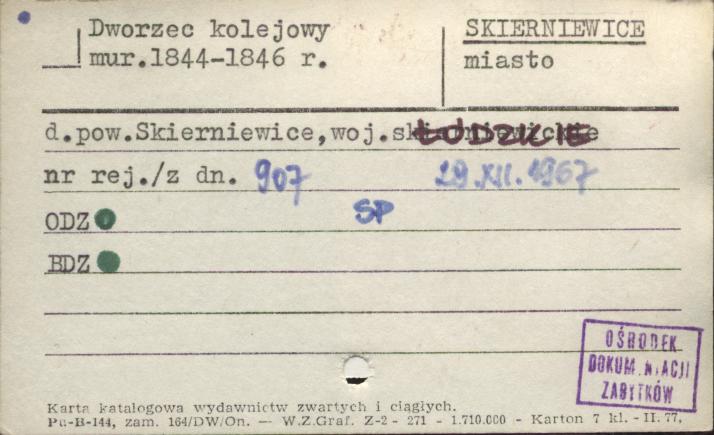 Dworzec kolejowy
mur.1844-1846 r.
SKIERNIEWICE
miasto
d.pow.Skierniewice,woj.skierniewickie ŁÓDZKIE
nr rej./z dn. 907 29.XII.1967
ODZ SP
BDZ
OŚRODEK
DOKUM.NTACJI
ZABYTKÓW
Karta katalogowa wydawnictw zwartych i ciągłych.
Pu-B-144, zam. 164/DW/On. — W.Z.Graf. Z-2 - 271 - 1.710.000 - Karton 7 kl. - II. 77,